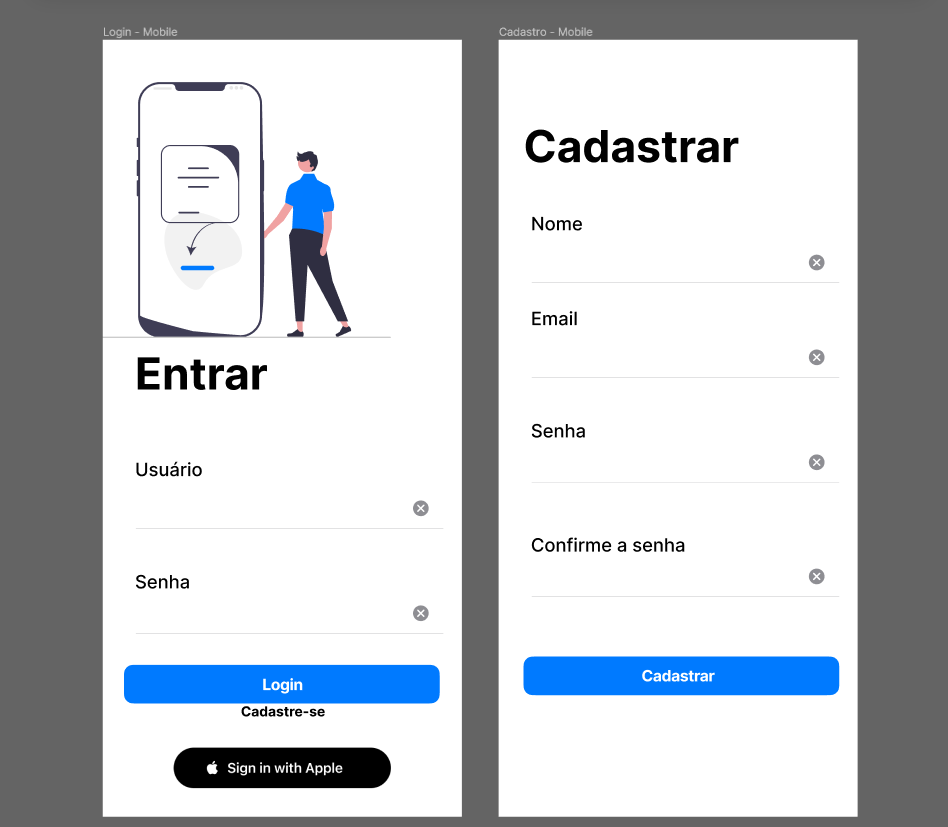 Login - Mobile
Entrar
Usuário
Senha
Login
Cadastre-se
Sign in with Apple
Cadastro - Mobile
Cadastrar
Nome
Email
Senha
Confirme a senha
Cadastrar